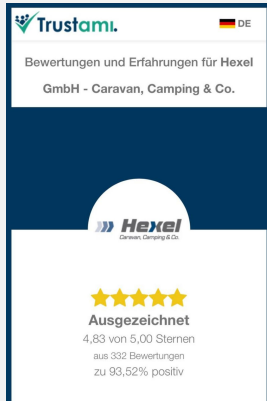 Trustami.
DE
Bewertungen und Erfahrungen für Hexel
GmbH - Caravan, Camping & Co.
Hexel
Caravan, Camping & Co.
Ausgezeichnet
4,83 von 5,00 Sternen
aus 332 Bewertungen
zu 93,52% positiv